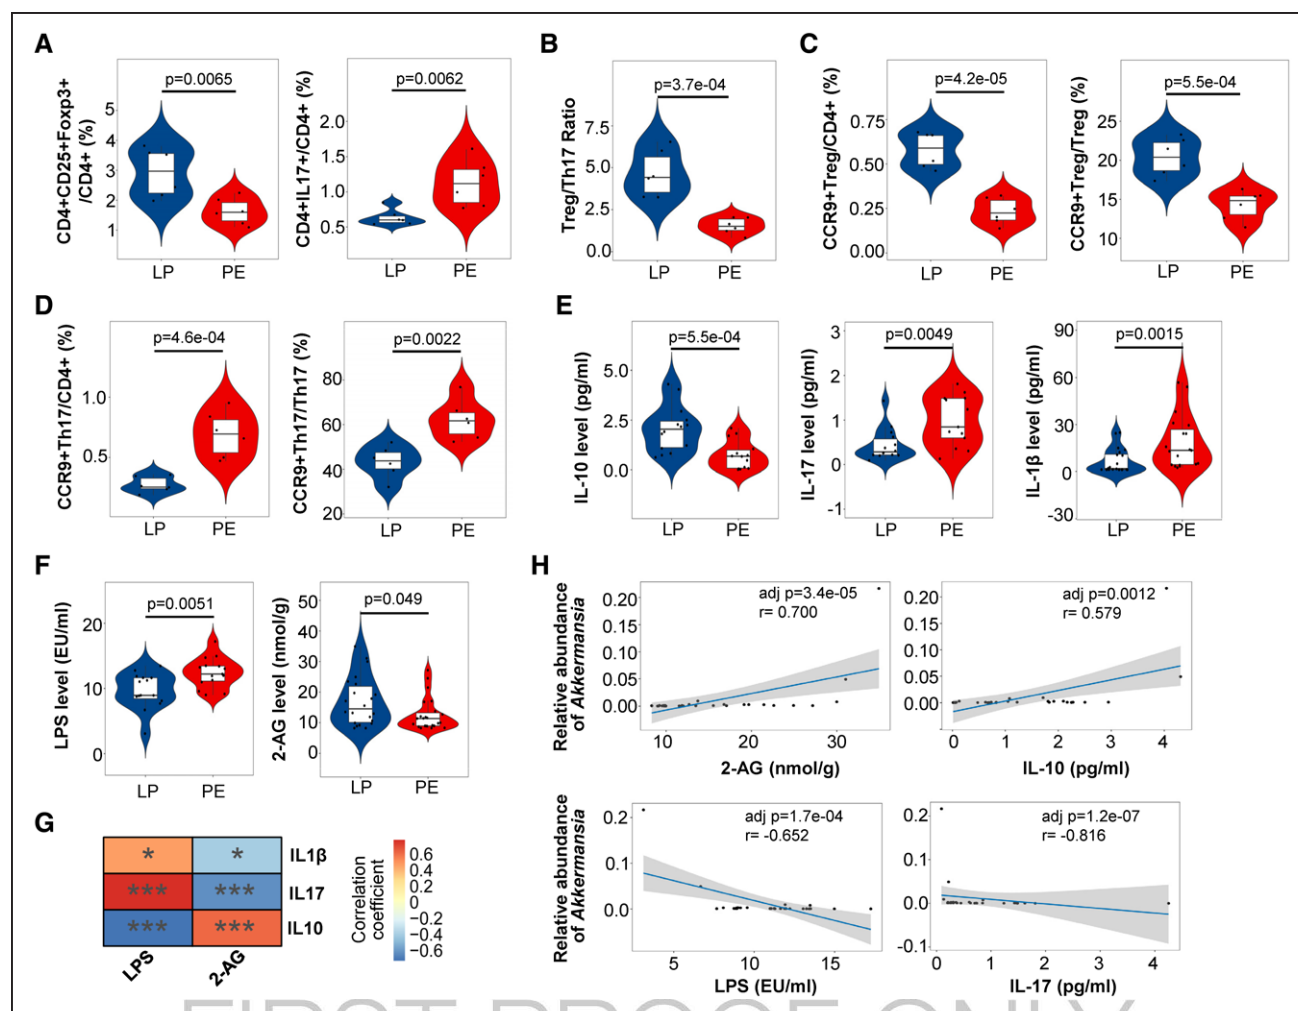 A
CD4+CD25+Foxp3+
/CD4+ (%)
5
4
3
2
1
p=0.0065
LP PE
CD4+IL17+/CD4+ (%)
2.0
1.5
1.0
0.5
p=0.0062
LP PE
B
Treg/Th17 Ratio
7.5
5.0
2.5
0.0
p=3.7e-04
LP PE
C
CCR9+Treg/CD4+ (%)
0.75
0.50
0.25
0.00
p=4.2e-05
LP PE
CCR9+Treg/Treg (%)
25
20
15
10
p=5.5e-04
LP PE
D
CCR9+Th17/CD4+ (%)
1.0
0.5
p=4.6e-04
LP PE
CCR9+Th17/Th17 (%)
80
60
40
20
p=0.0022
LP PE
E
IL-10 level (pg/ml)
5.0
2.5
0.0
p=5.5e-04
LP PE
IL-17 level (pg/ml)
3
2
1
0
-1
p=0.0049
LP PE
IL-1β level (pg/ml)
90
60
30
0
-30
p=0.0015
LP PE
F
LPS level (EU/ml)
20
10
0
p=0.0051
LP PE
2-AG level (nmol/g)
50
40
30
20
10
0
p=0.049
LP PE
G
* * IL1β
*** *** IL17
*** *** IL10
LPS 2-AG
Correlation
coefficient
0.6
0.4
0.2
0
−0.2
−0.4
−0.6
H
Relative abundance
of Akkermansia
0.20
0.15
0.10
0.05
0.00
adj p=3.4e-05
r= 0.700
10 20 30
2-AG (nmol/g)
0.20
0.15
0.10
0.05
0.00
adj p=0.0012
r= 0.579
0 1 2 3 4
IL-10 (pg/ml)
Relative abundance
of Akkermansia
0.2
0.1
0.0
adj p=1.7e-04
r= -0.652
5 10 15
LPS (EU/ml)
0.2
0.1
0.0
-0.1
adj p=1.2e-07
r= -0.816
0 1 2 4
IL-17 (pg/ml)
FIRST PROOF ONLY